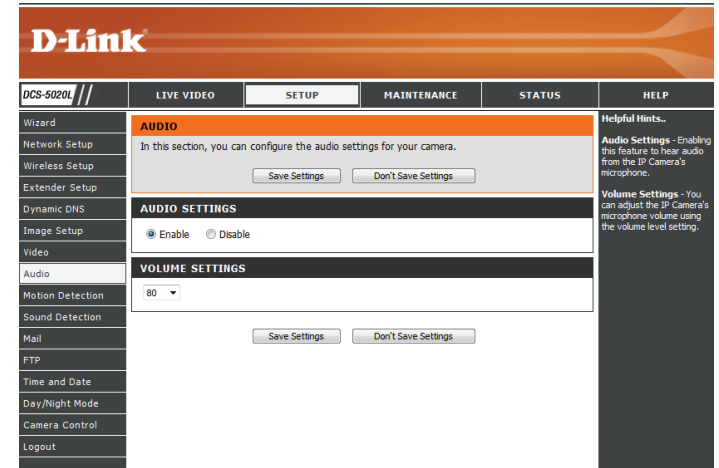 D-Link
DCS-5020L //
LIVE VIDEO
SETUP
MAINTENANCE
STATUS
HELP
Wizard
Network Setup
Wireless Setup
Extender Setup
Dynamic DNS
Image Setup
Video
Audio
Motion Detection
Sound Detection
Mail
FTP
Time and Date
Day/Night Mode
Camera Control
Logout
AUDIO
In this section, you can configure the audio settings for your camera.
Save Settings
Don't Save Settings
AUDIO SETTINGS
Enable
Disable
VOLUME SETTINGS
80
Save Settings
Don't Save Settings
Helpful Hints..
Audio Settings - Enabling
this feature to hear audio
from the IP Camera's
microphone.
Volume Settings - You
can adjust the IP Camera's
microphone volume using
the volume level setting.